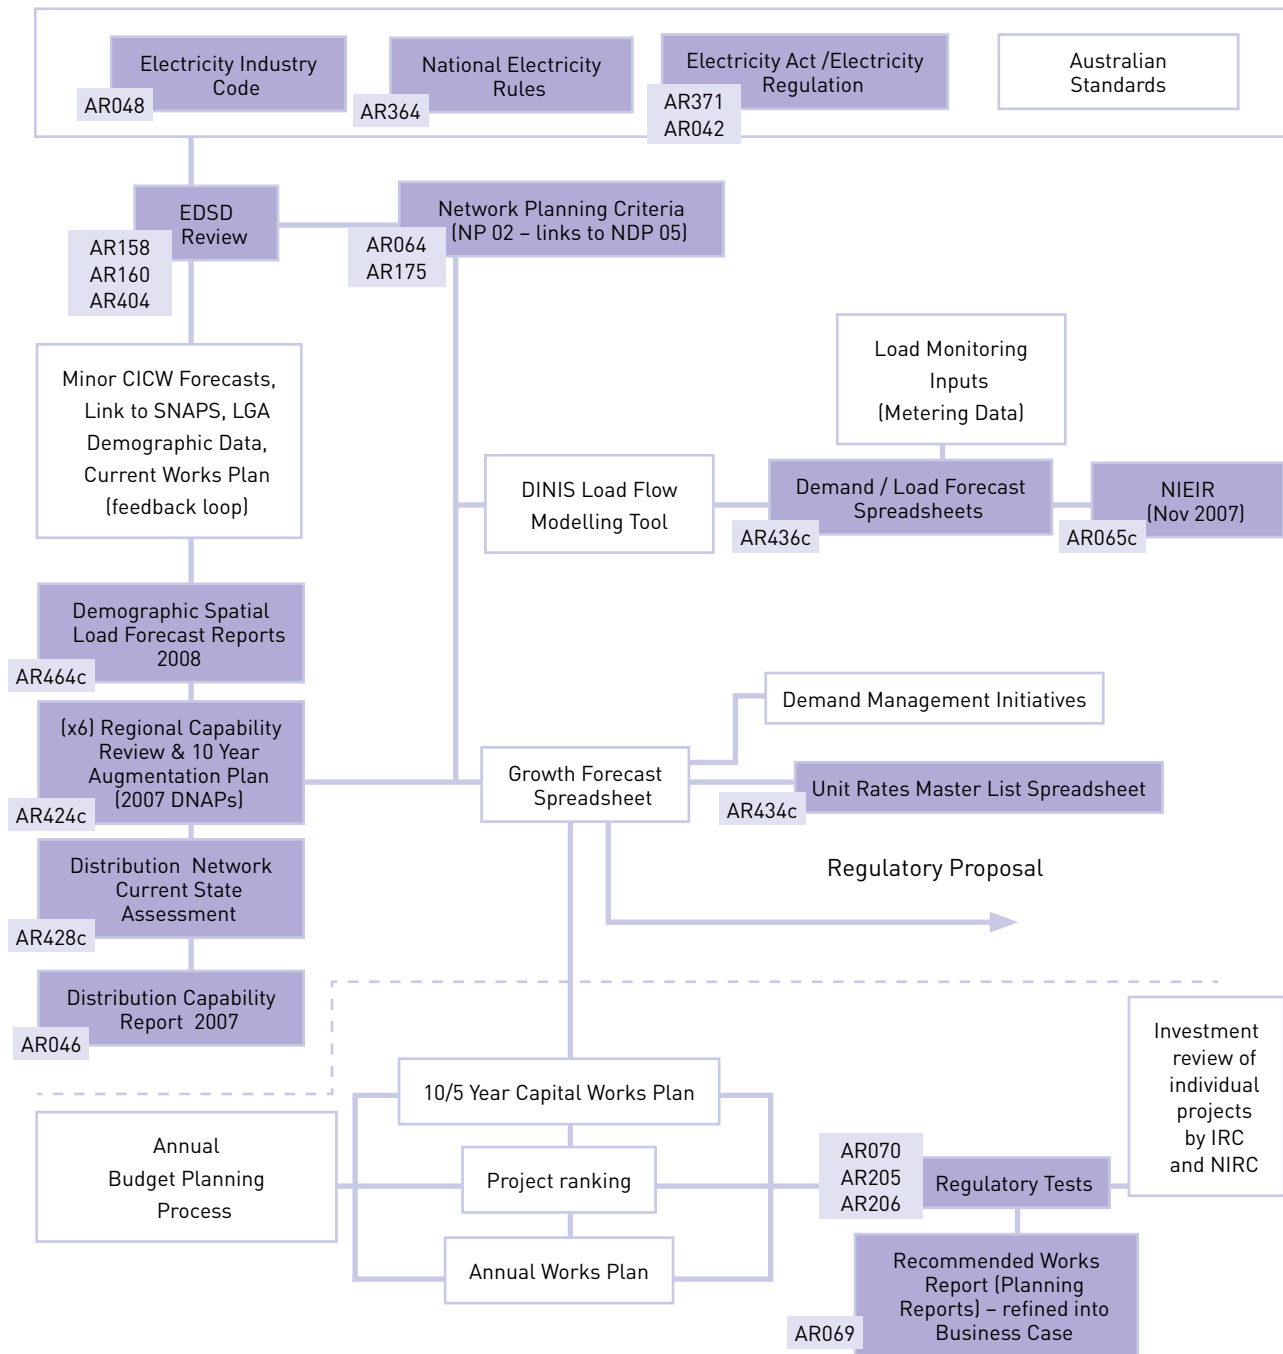 Electricity Industry
Code
AR048
National Electricity
Rules
AR364
Electricity Act /Electricity
Regulation
AR371
AR042
Australian
Standards
EDSD
Review
AR158
AR160
AR404
Network Planning Criteria
(NP 02 – links to NDP 05)
AR064
AR175
Minor CICW Forecasts,
Link to SNAPS, LGA
Demographic Data,
Current Works Plan
(feedback loop)
Load Monitoring
Inputs
(Metering Data)
DINIS Load Flow
Modelling Tool
Demand / Load Forecast
Spreadsheets
AR436c
NIEIR
(Nov 2007)
AR065c
Demographic Spatial
Load Forecast Reports
2008
AR464c
(x6) Regional Capability
Review & 10 Year
Augmentation Plan
(2007 DNAPs)
AR424c
Demand Management Initiatives
Growth Forecast
Spreadsheet
Unit Rates Master List Spreadsheet
AR434c
Distribution Network
Current State
Assessment
AR428c
Regulatory Proposal
Distribution Capability
Report 2007
AR046
10/5 Year Capital Works Plan
Annual
Budget Planning
Process
Project ranking
Annual Works Plan
AR070
AR205
AR206
Regulatory Tests
Investment
review of
individual
projects
by IRC
and NIRC
Recommended Works
Report (Planning
Reports) – refined into
Business Case
AR069